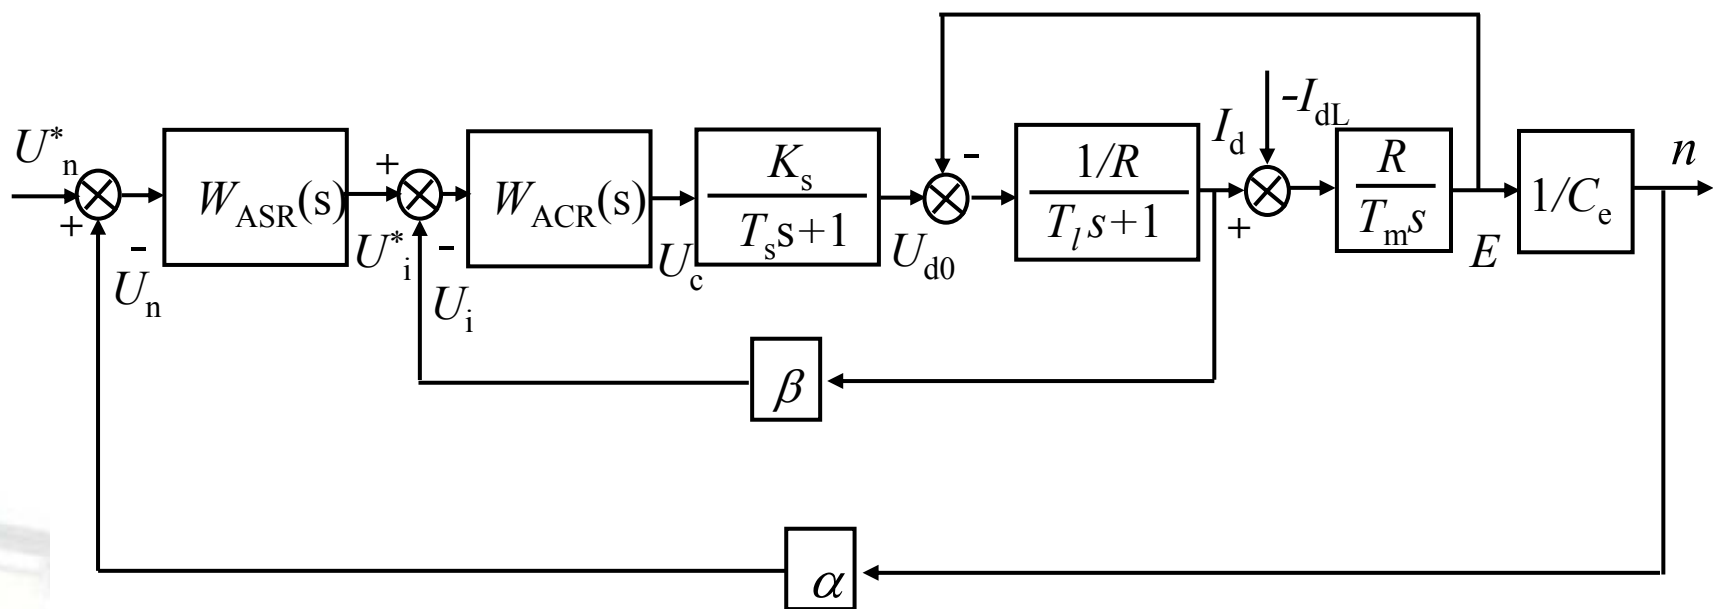 U*n
+
-
Un
WASR(s)
+
U*i
-
Ui
WACR(s)
Uc
Ks
Tss+1
Ud0
-
1/R
Tls+1
Id
+
-IdL
R
Tms
E
1/Ce
n
β
α